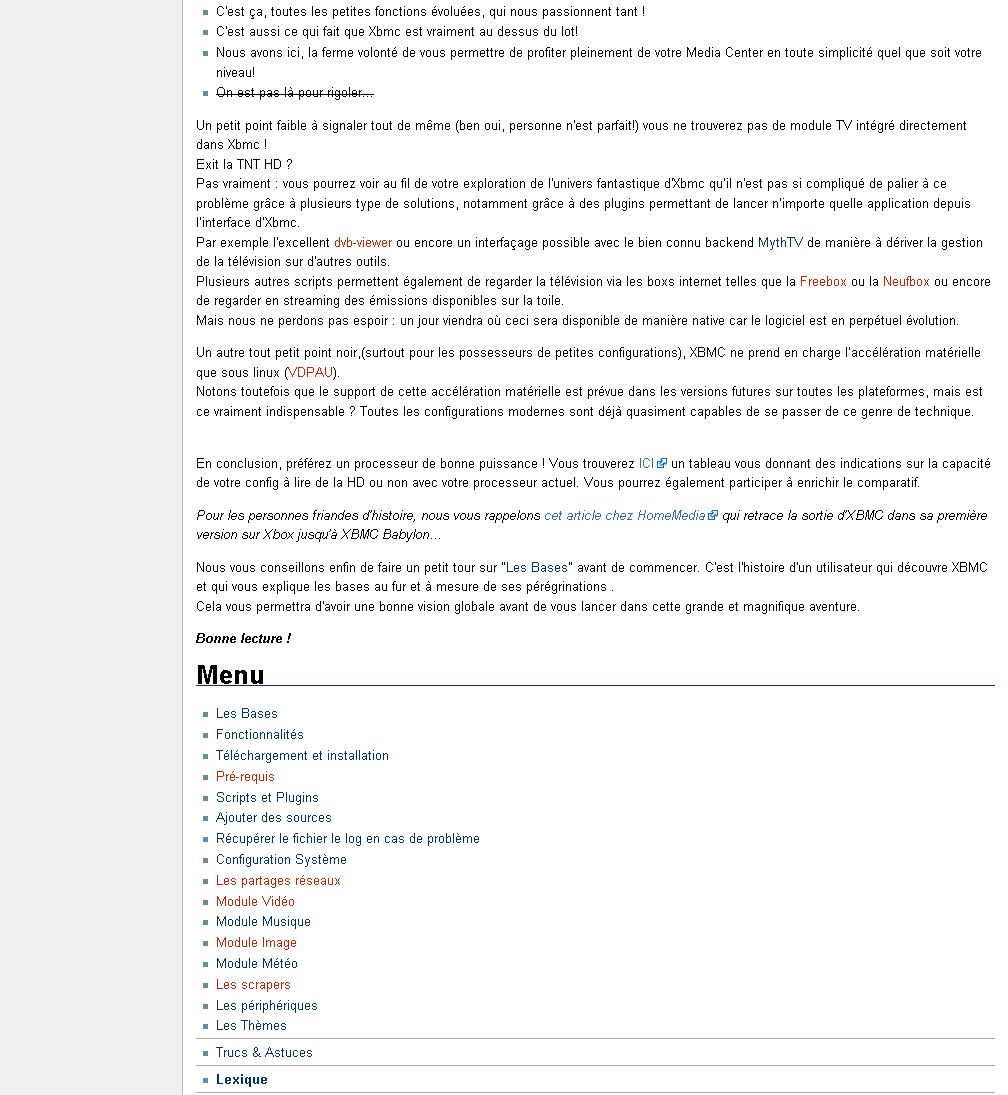 C'est ça, toutes les petites fonctions évoluées, qui nous passionnent tant !
C'est aussi ce qui fait que Xbmc est vraiment au dessus du lot!
Nous avons ici, la ferme volonté de vous permettre de profiter pleinement de votre Media Center en toute simplicité quel que soit votre
niveau!
On est pas là pour rigoler...
Un petit point faible à signaler tout de même (ben oui, personne n'est parfait!) vous ne trouverez pas de module TV intégré directement
dans Xbmc !
Exit la TNT HD ?
Pas vraiment : vous pourrez voir au fil de votre exploration de l'univers fantastique d'Xbmc qu'il n'est pas si compliqué de palier à ce
problème grâce à plusieurs type de solutions, notamment grâce à des plugins permettant de lancer n'importe quelle application depuis
l'interface d'Xbmc.
Par exemple l'excellent dvb-viewer ou encore un interfaçage possible avec le bien connu backend MythTV de manière à dériver la gestion
de la télévision sur d'autres outils.
Plusieurs autres scripts permettent également de regarder la télévision via les boxs internet telles que la Freebox ou la Neufbox ou encore
de regarder en streaming des émissions disponibles sur la toile.
Mais nous ne perdons pas espoir : un jour viendra où ceci sera disponible de manière native car le logiciel est en perpétuel évolution.
Un autre tout petit point noir,(surtout pour les possesseurs de petites configurations), XBMC ne prend en charge l'accélération matérielle
que sous linux (VDPAU).
Notons toutefois que le support de cette accélération matérielle est prévue dans les versions futures sur toutes les plateformes, mais est
ce vraiment indispensable ? Toutes les configurations modernes sont déjà quasiment capables de se passer de ce genre de technique.
En conclusion, préférez un processeur de bonne puissance ! Vous trouverez ICI un tableau vous donnant des indications sur la capacité
de votre config à lire de la HD ou non avec votre processeur actuel. Vous pourrez également participer à enrichir le comparatif.
Pour les personnes friandes d'histoire, nous vous rappelons cet article chez HomeMedia qui retrace la sortie d'XBMC dans sa première
version sur Xbox jusqu'à XBMC Babylon...
Nous vous conseillons enfin de faire un petit tour sur "Les Bases" avant de commencer. C'est l'histoire d'un utilisateur qui découvre XBMC
et qui vous explique les bases au fur et à mesure de ses pérégrinations .
Cela vous permettra d'avoir une bonne vision globale avant de vous lancer dans cette grande et magnifique aventure.
Bonne lecture !
Menu
Les Bases
Fonctionnalités
Téléchargement et installation
Pré-requis
Scripts et Plugins
Ajouter des sources
Récupérer le fichier le log en cas de problème
Configuration Système
Les partages réseaux
Module Vidéo
Module Musique
Module Image
Module Météo
Les scrapers
Les périphériques
Les Thèmes
Trucs & Astuces
Lexique